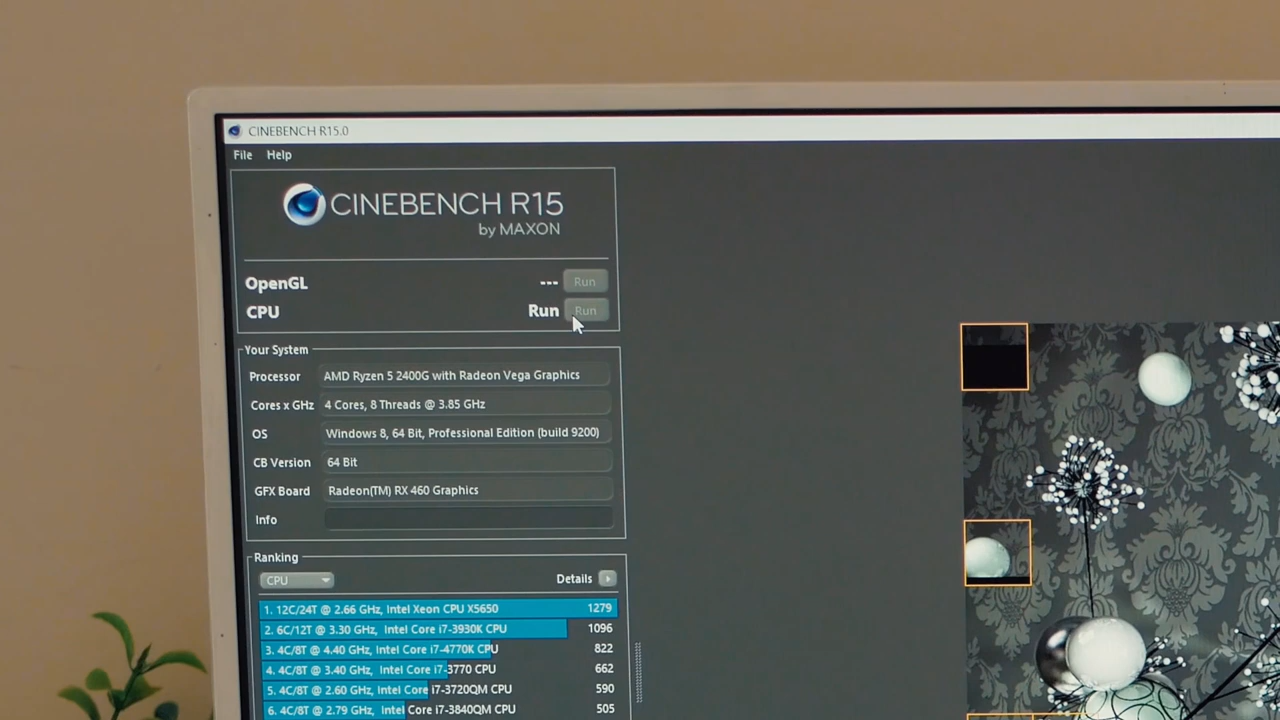 CINEBENCH R15.0
File Help
CINEBENCH R15
by MAXON
OpenGL --- Run
CPU Run Run
Your System
Processor AMD Ryzen 5 2400G with Radeon Vega Graphics
Cores x GHz 4 Cores, 8 Threads @ 3.85 GHz
OS Windows 8, 64 Bit, Professional Edition (build 9200)
CB Version 64 Bit
GFX Board Radeon(TM) RX 460 Graphics
Info
Ranking
CPU Details
1. 12C/24T @ 2.66 GHz, Intel Xeon CPU X5650 1279
2. 6C/12T @ 3.30 GHz, Intel Core i7-3930K CPU 1096
3. 4C/8T @ 4.40 GHz, Intel Core i7-4770K CPU 822
4. 4C/8T @ 3.40 GHz, Intel Core i7-3770 CPU 662
5. 4C/8T @ 2.60 GHz, Intel Core i7-3720QM CPU 590
6. 4C/8T @ 2.79 GHz, Intel Core i7-3840QM CPU 505